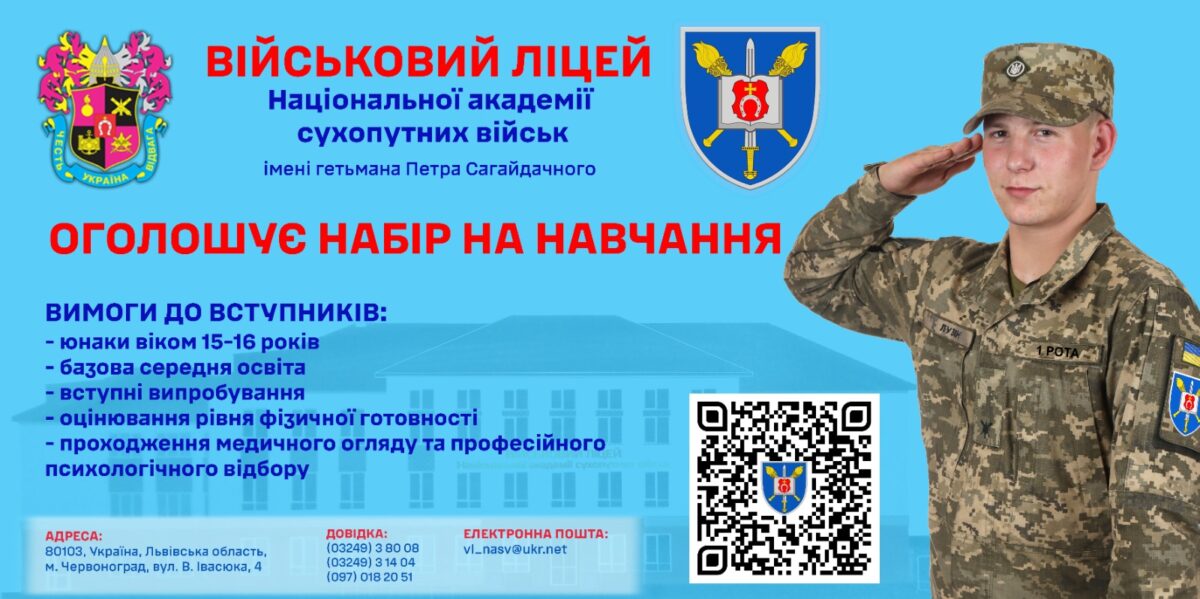 ВІЙСЬКОВИЙ ЛІЦЕЙ
Національної академії
сухопутних військ
імені гетьмана Петра Сагайдачного
ЧЕСТЬ УКРАЇНА ВІДВАГА
ОГОЛОШУЄ НАБІР НА НАВЧАННЯ
ВИМОГИ ДО ВСТУПНИКІВ:
- юнаки віком 15-16 років
- базова середня освіта
- вступні випробування
- оцінювання рівня фізичної готовності
- проходження медичного огляду та професійного
психологічного відбору
1 РОТА
АДРЕСА:
80103, Україна, Львівська область,
м. Червоноград, вул. В. Івасюка, 4
ДОВІДКА:
(03249) 3 80 08
(03249) 3 14 04
(097) 018 20 51
ЕЛЕКТРОННА ПОШТА:
vl_nasv@ukr.net